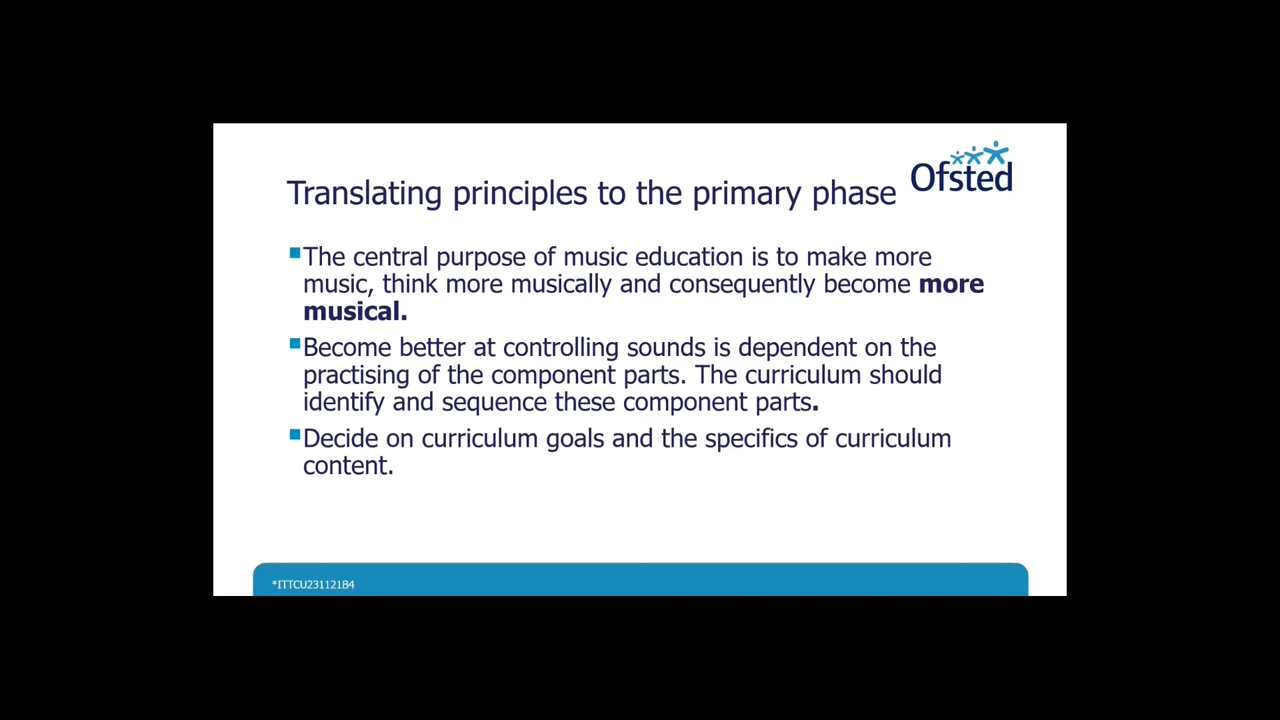 Ofsted
Translating principles to the primary phase
The central purpose of music education is to make more
music, think more musically and consequently become more
musical.
Become better at controlling sounds is dependent on the
practising of the component parts. The curriculum should
identify and sequence these component parts.
Decide on curriculum goals and the specifics of curriculum
content.
*ITTCU231121B4